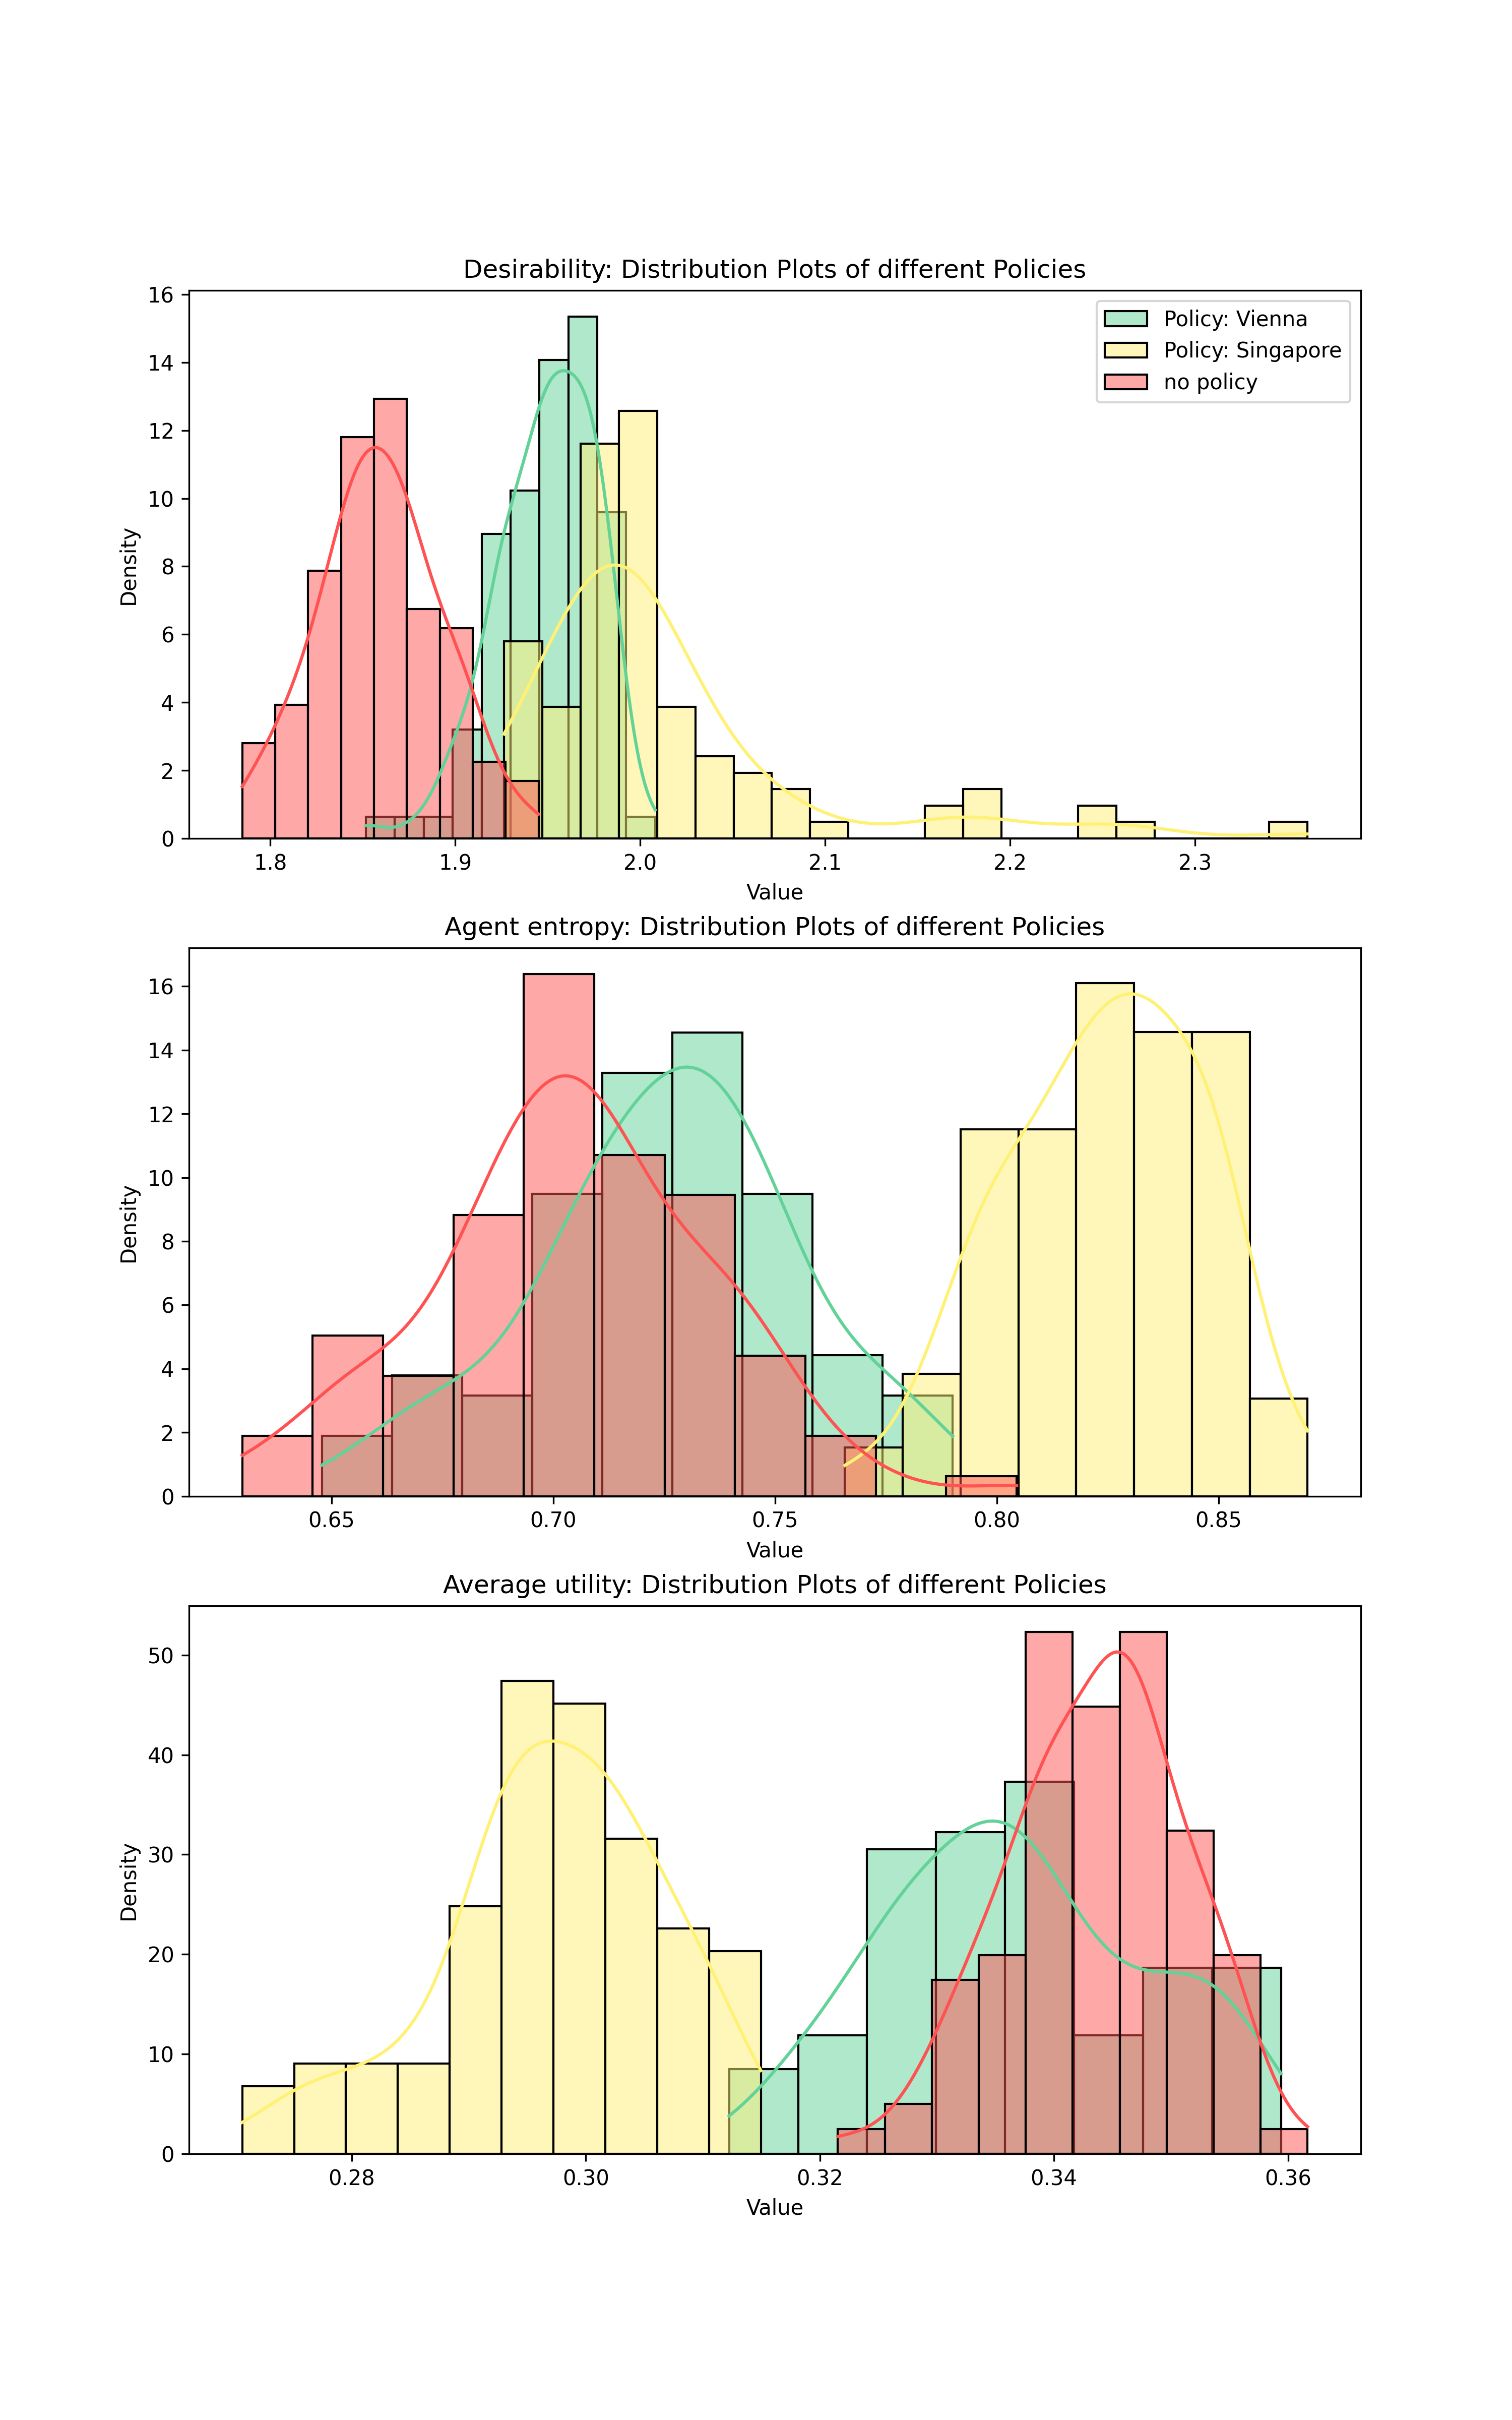 Desirability: Distribution Plots of different Policies
16
14
12
10
8
6
4
2
0
Density
Policy: Vienna
Policy: Singapore
no policy
1.8 1.9 2.0 2.1 2.2 2.3
Value
Agent entropy: Distribution Plots of different Policies
16
14
12
10
8
6
4
2
0
Density
0.65 0.70 0.75 0.80 0.85
Value
Average utility: Distribution Plots of different Policies
50
40
30
20
10
0
Density
0.28 0.30 0.32 0.34 0.36
Value